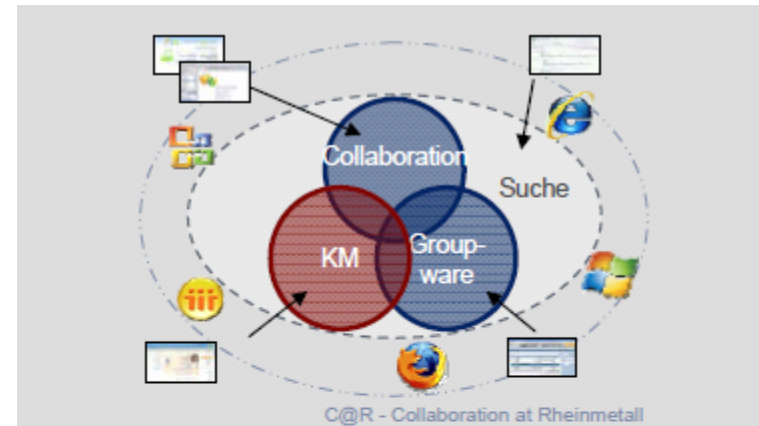 Collaboration
Suche
KM
Group-
ware
C@R - Collaboration at Rheinmetall